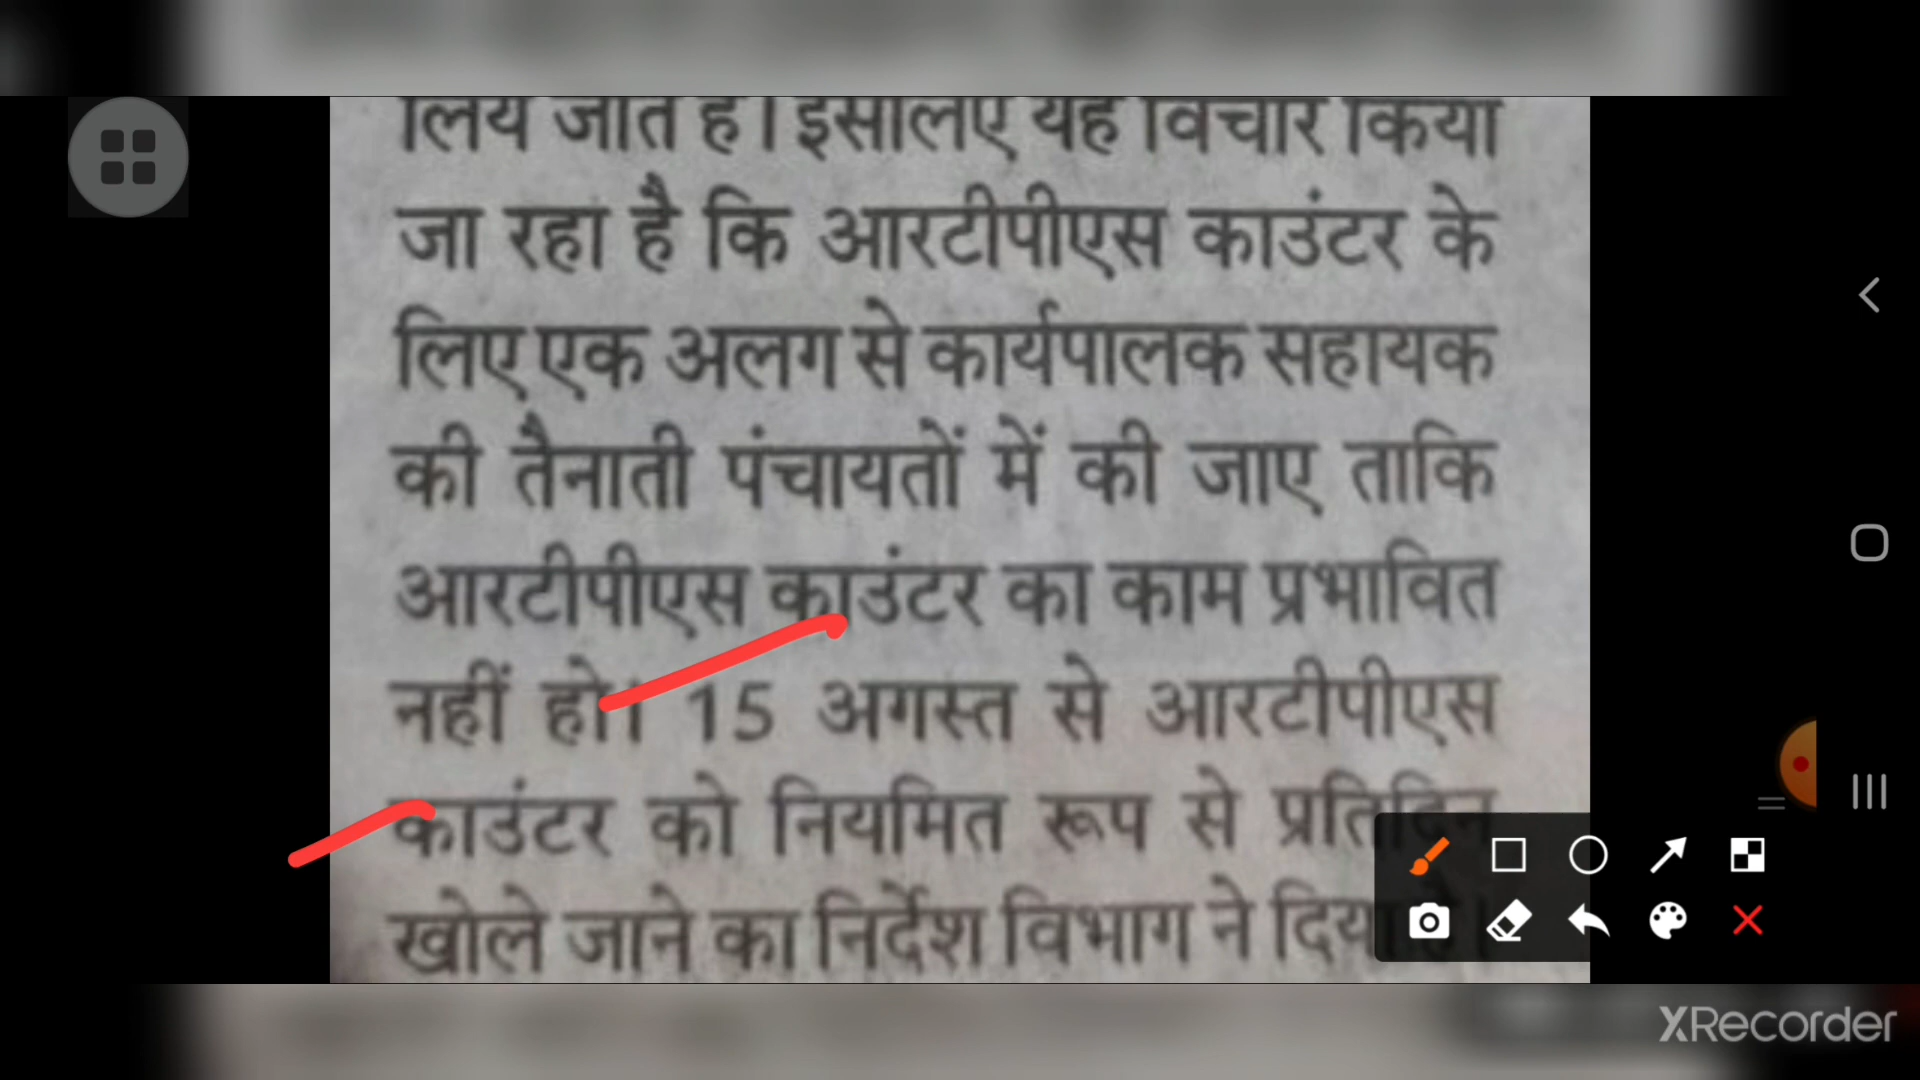 लिये जाते हैं। इसलिए यह विचार किया
जा रहा है कि आरटीपीएस काउंटर के
लिए एक अलग से कार्यपालक सहायक
की तैनाती पंचायतों में की जाए ताकि
आरटीपीएस काउंटर का काम प्रभावित
नहीं हो। 15 अगस्त से आरटीपीएस
काउंटर को नियमित रूप से प्रतिदिन
खोले जाने का निर्देश विभाग ने दिया है।
XRecorder